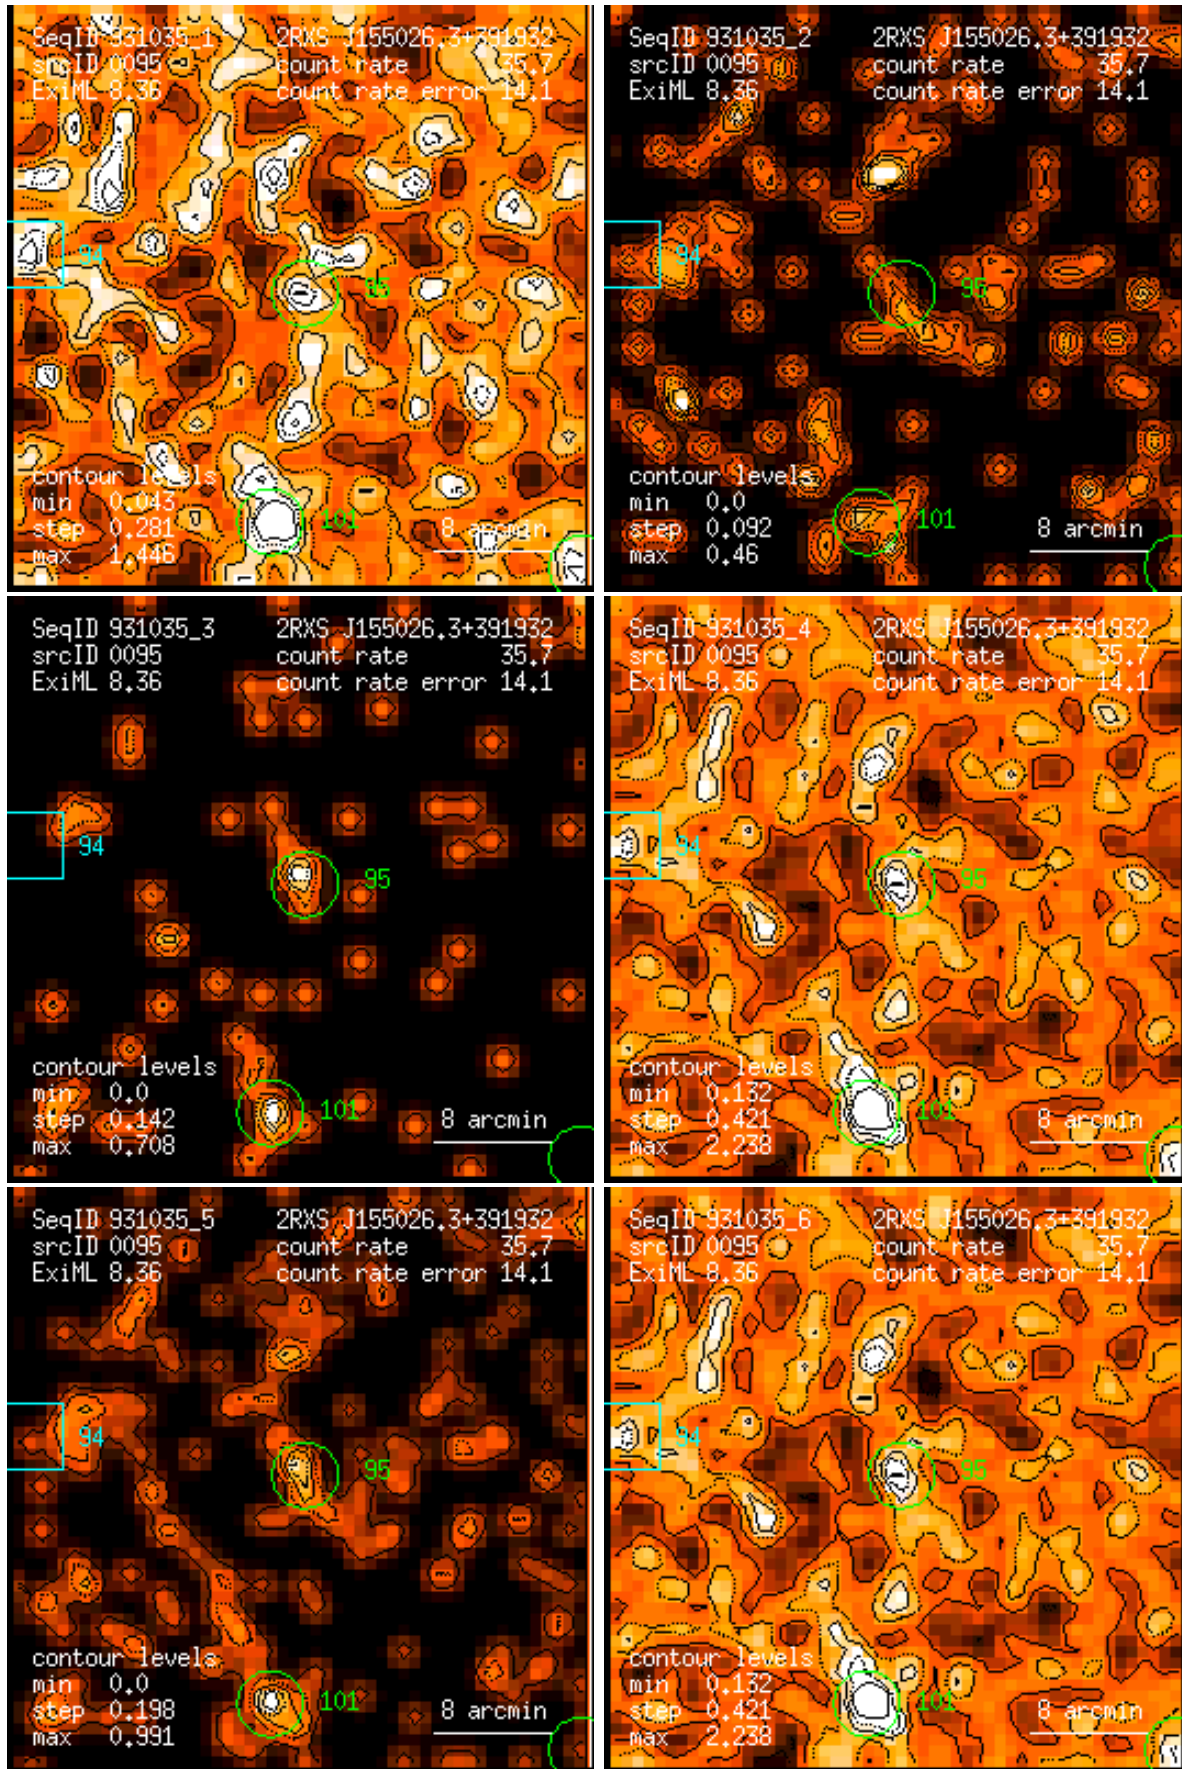 SeqID 931035_1 2RXS J155026.3+391932
srcID 0095 count rate 35.7
ExiML 8.36 count rate error 14.1
94
95
contour levels
min 0.043
step 0.281
max 1.446
101
8 arcmin
SeqID 931035_2 2RXS J155026.3+391932
srcID 0095 count rate 35.7
ExiML 8.36 count rate error 14.1
94
95
contour levels
min 0.0
step 0.092
max 0.46
101
8 arcmin
SeqID 931035_3 2RXS J155026.3+391932
srcID 0095 count rate 35.7
ExiML 8.36 count rate error 14.1
94
95
contour levels
min 0.0
step 0.142
max 0.708
101
8 arcmin
SeqID 931035_4 2RXS J155026.3+391932
srcID 0095 count rate 35.7
ExiML 8.36 count rate error 14.1
94
95
contour levels
min 0.132
step 0.421
max 2.238
101
8 arcmin
SeqID 931035_5 2RXS J155026.3+391932
srcID 0095 count rate 35.7
ExiML 8.36 count rate error 14.1
94
95
contour levels
min 0.0
step 0.198
max 0.991
101
8 arcmin
SeqID 931035_6 2RXS J155026.3+391932
srcID 0095 count rate 35.7
ExiML 8.36 count rate error 14.1
94
95
contour levels
min 0.132
step 0.421
max 2.238
101
8 arcmin